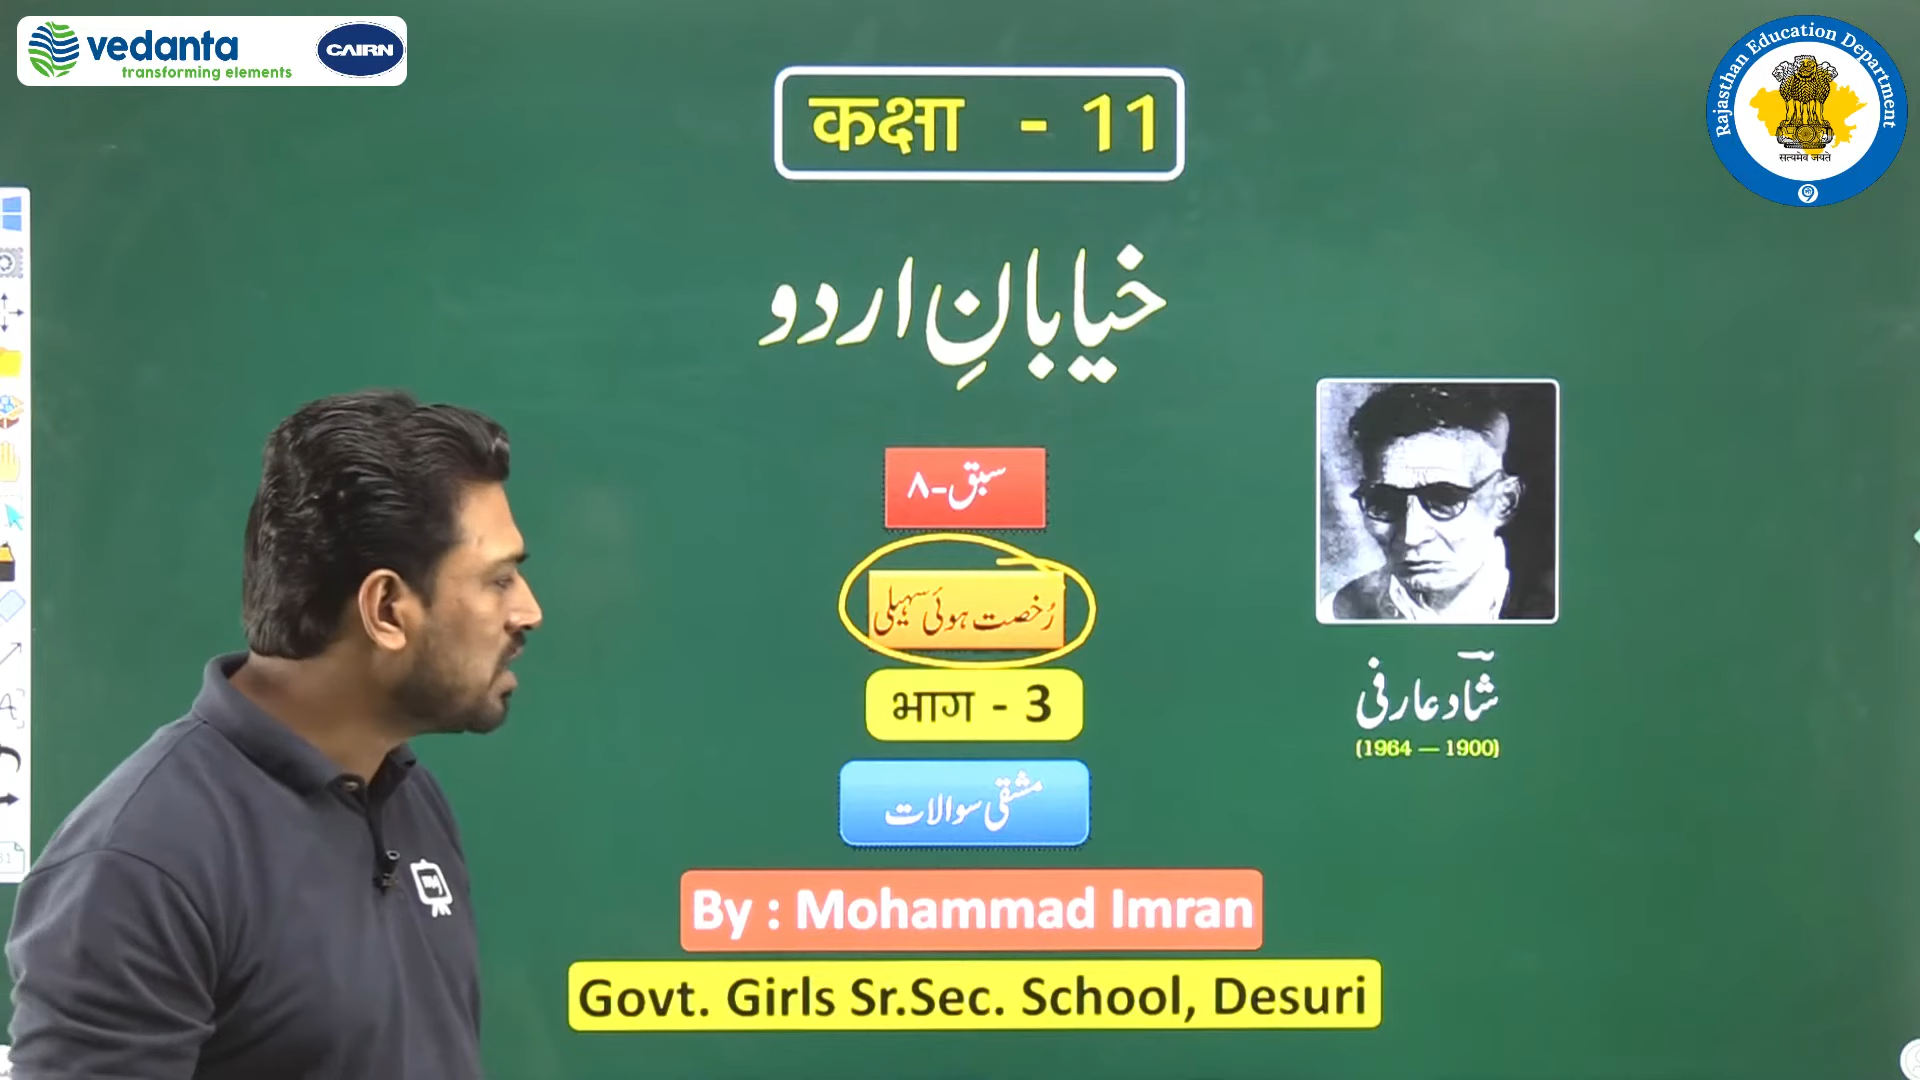 vedanta
transforming elements
CAIRN
Rajasthan Education Department
सत्यमेव जयते
कक्षा - 11
خیابانِ اردو
سبق-۸
رُخصت ہوئی سہیلی
भाग - 3
مشقی سوالات
شاد عارفی
(1964 — 1900)
By : Mohammad Imran
Govt. Girls Sr.Sec. School, Desuri